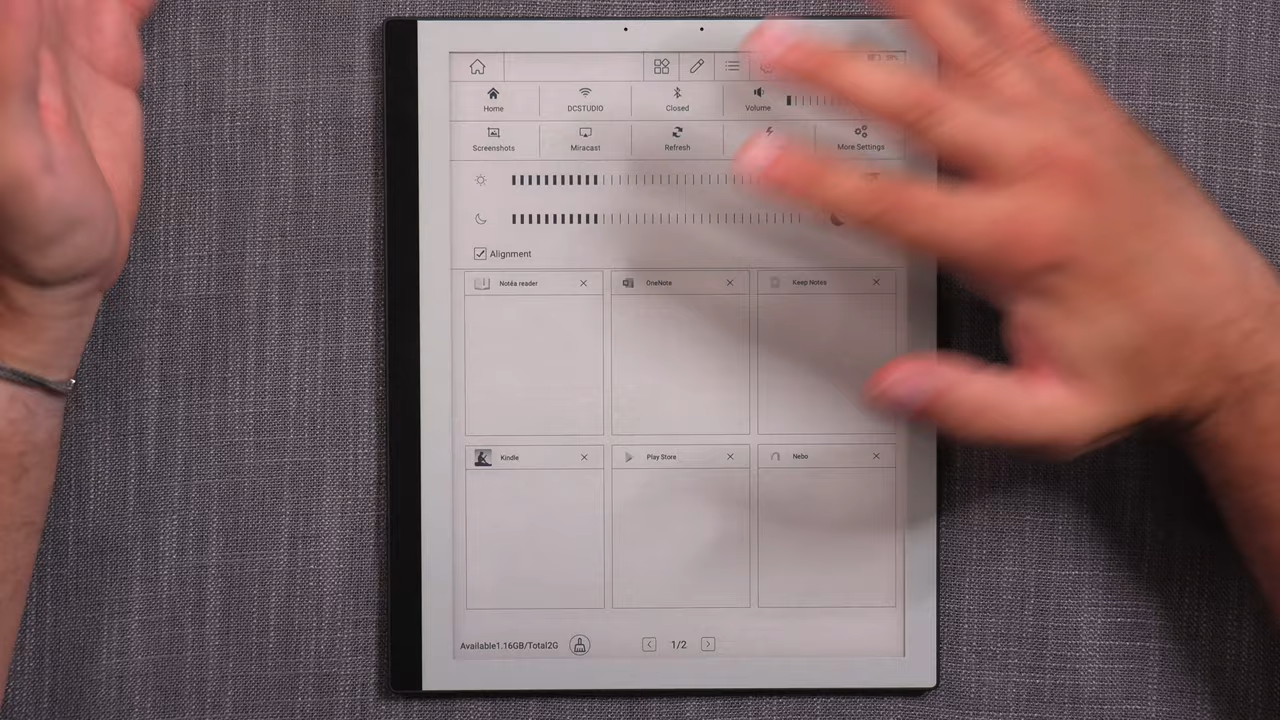 Home DCSTUDIO Closed Volume
Screenshots Miracast Refresh More Settings
Alignment
Notéa reader OneNote Keep Notes
Kindle Play Store Nebo
Available1.16GB/Total2G 1/2